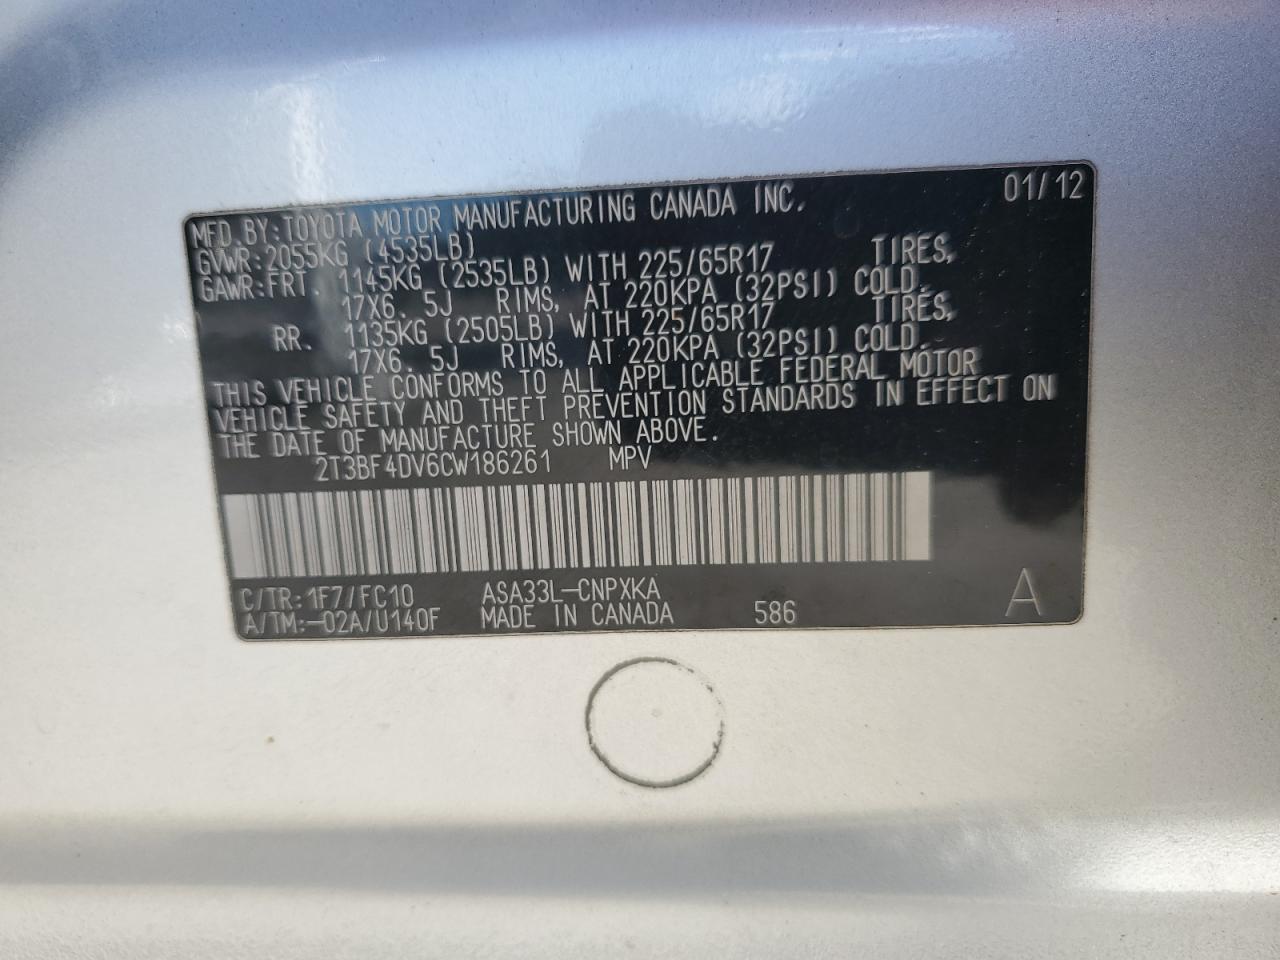 01/12
MFD. BY: TOYOTA MOTOR MANUFACTURING CANADA INC.
GVWR: 2055KG (4535LB)
GAWR: FRT. 1145KG (2535LB) WITH 225/65R17 TIRES,
17X6. 5J RIMS, AT 220KPA (32PSI) COLD.
RR. 1135KG (2505LB) WITH 225/65R17 TIRES,
17X6. 5J RIMS, AT 220KPA (32PSI) COLD.
THIS VEHICLE CONFORMS TO ALL APPLICABLE FEDERAL MOTOR
VEHICLE SAFETY AND THEFT PREVENTION STANDARDS IN EFFECT ON
THE DATE OF MANUFACTURE SHOWN ABOVE.
2T3BF4DV6CW186261 MPV
C/TR: 1F7/FC10 ASA33L-CNPXKA
A/TM: -02A/U140F MADE IN CANADA 586 A